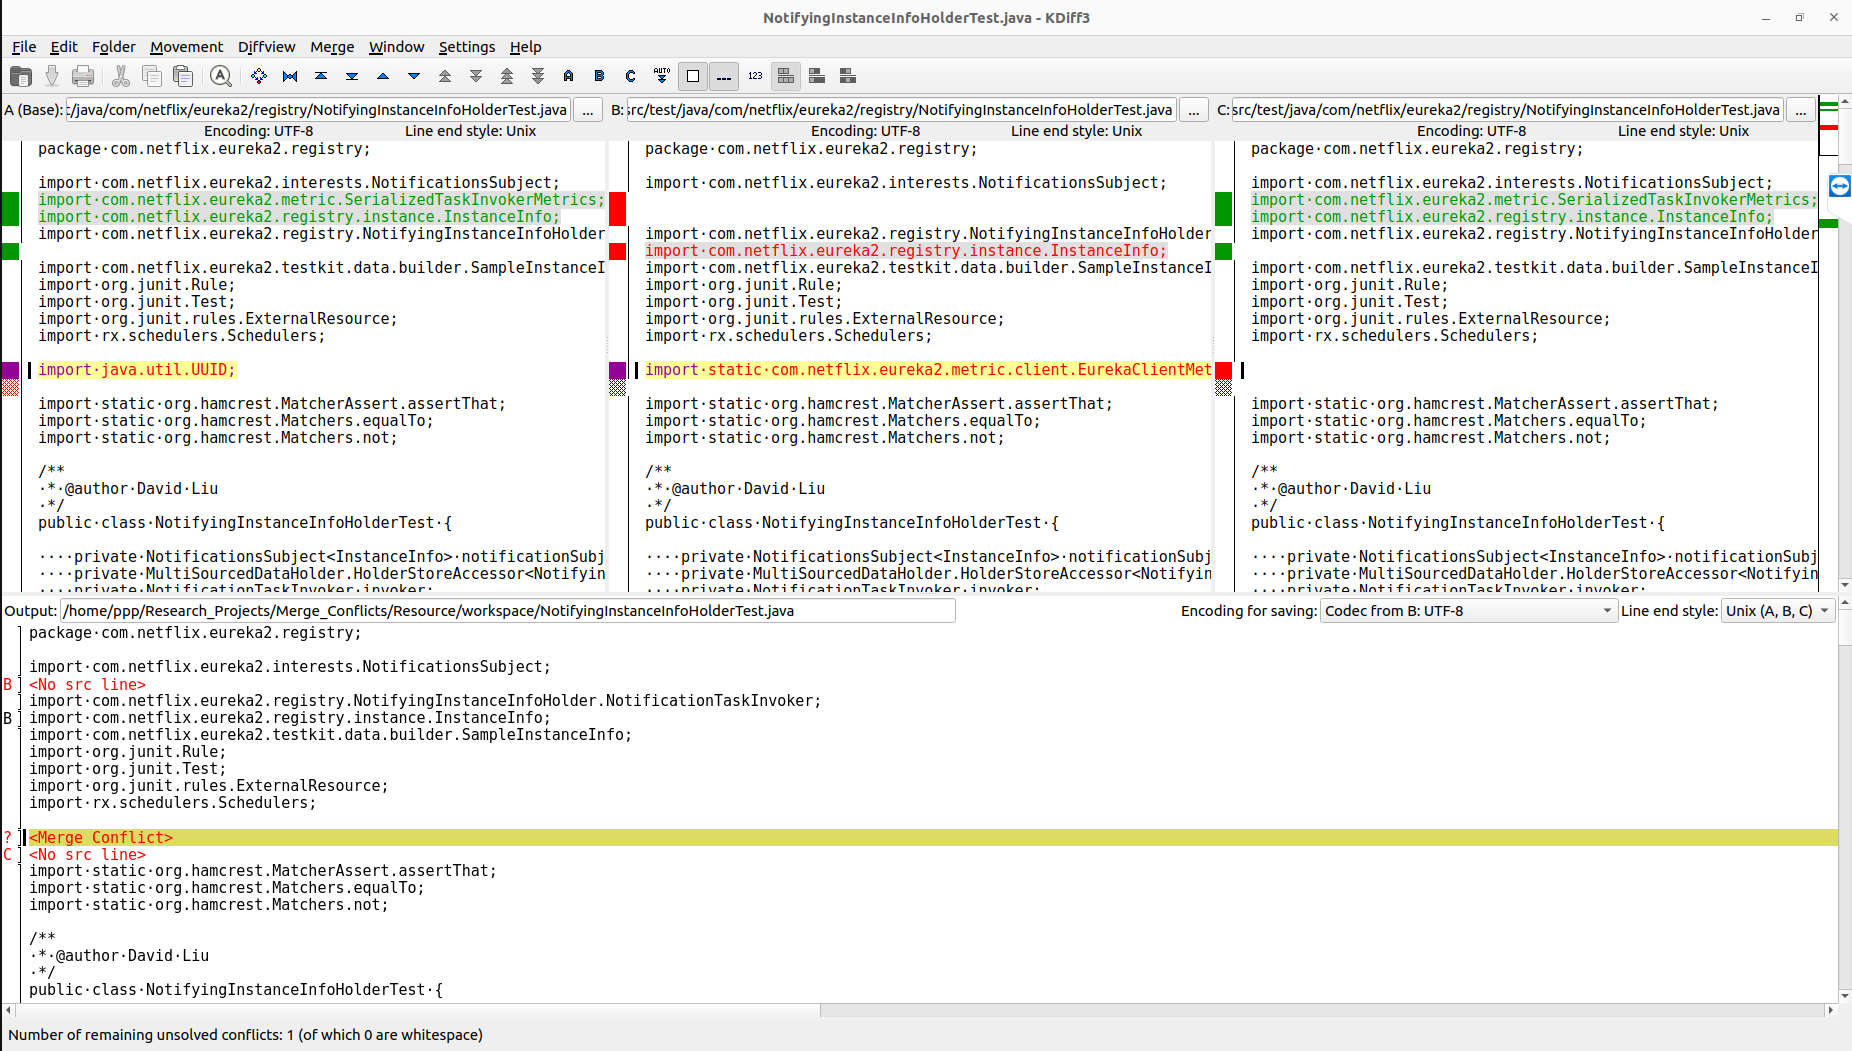 NotifyingInstanceInfoHolderTest.java - KDiff3
File Edit Folder Movement Diffview Merge Window Settings Help
A B C AUTO 123
A (Base): :/java/com/netflix/eureka2/registry/NotifyingInstanceInfoHolderTest.java ...
Encoding: UTF-8 Line end style: Unix
package·com.netflix.eureka2.registry;
import·com.netflix.eureka2.interests.NotificationsSubject;
import·com.netflix.eureka2.metric.SerializedTaskInvokerMetrics;
import·com.netflix.eureka2.registry.instance.InstanceInfo;
import·com.netflix.eureka2.registry.NotifyingInstanceInfoHolder
import·com.netflix.eureka2.testkit.data.builder.SampleInstanceI
import·org.junit.Rule;
import·org.junit.Test;
import·org.junit.rules.ExternalResource;
import·rx.schedulers.Schedulers;
import·java.util.UUID;
import·static·org.hamcrest.MatcherAssert.assertThat;
import·static·org.hamcrest.Matchers.equalTo;
import·static·org.hamcrest.Matchers.not;
/**
·*·@author·David·Liu
·*/
public·class·NotifyingInstanceInfoHolderTest·{
····private·NotificationsSubject<InstanceInfo>·notificationSubj
····private·MultiSourcedDataHolder.HolderStoreAccessor<Notifyin
····private·NotificationTaskInvoker·invoker;
B: src/test/java/com/netflix/eureka2/registry/NotifyingInstanceInfoHolderTest.java ...
Encoding: UTF-8 Line end style: Unix
package·com.netflix.eureka2.registry;
import·com.netflix.eureka2.interests.NotificationsSubject;
import·com.netflix.eureka2.registry.NotifyingInstanceInfoHolder
import·com.netflix.eureka2.registry.instance.InstanceInfo;
import·com.netflix.eureka2.testkit.data.builder.SampleInstanceI
import·org.junit.Rule;
import·org.junit.Test;
import·org.junit.rules.ExternalResource;
import·rx.schedulers.Schedulers;
import·static·com.netflix.eureka2.metric.client.EurekaClientMet
import·static·org.hamcrest.MatcherAssert.assertThat;
import·static·org.hamcrest.Matchers.equalTo;
import·static·org.hamcrest.Matchers.not;
/**
·*·@author·David·Liu
·*/
public·class·NotifyingInstanceInfoHolderTest·{
····private·NotificationsSubject<InstanceInfo>·notificationSubj
····private·MultiSourcedDataHolder.HolderStoreAccessor<Notifyin
····private·NotificationTaskInvoker·invoker;
C: src/test/java/com/netflix/eureka2/registry/NotifyingInstanceInfoHolderTest.java ...
Encoding: UTF-8 Line end style: Unix
package·com.netflix.eureka2.registry;
import·com.netflix.eureka2.interests.NotificationsSubject;
import·com.netflix.eureka2.metric.SerializedTaskInvokerMetrics;
import·com.netflix.eureka2.registry.instance.InstanceInfo;
import·com.netflix.eureka2.registry.NotifyingInstanceInfoHolder
import·com.netflix.eureka2.testkit.data.builder.SampleInstanceI
import·org.junit.Rule;
import·org.junit.Test;
import·org.junit.rules.ExternalResource;
import·rx.schedulers.Schedulers;
import·static·org.hamcrest.MatcherAssert.assertThat;
import·static·org.hamcrest.Matchers.equalTo;
import·static·org.hamcrest.Matchers.not;
/**
·*·@author·David·Liu
·*/
public·class·NotifyingInstanceInfoHolderTest·{
····private·NotificationsSubject<InstanceInfo>·notificationSubj
····private·MultiSourcedDataHolder.HolderStoreAccessor<Notifyin
····private·NotificationTaskInvoker·invoker;
Output: /home/ppp/Research_Projects/Merge_Conflicts/Resource/workspace/NotifyingInstanceInfoHolderTest.java Encoding for saving: Codec from B: UTF-8 Line end style: Unix (A, B, C)
package·com.netflix.eureka2.registry;
import·com.netflix.eureka2.interests.NotificationsSubject;
B <No src line>
import·com.netflix.eureka2.registry.NotifyingInstanceInfoHolder.NotificationTaskInvoker;
B import·com.netflix.eureka2.registry.instance.InstanceInfo;
import·com.netflix.eureka2.testkit.data.builder.SampleInstanceInfo;
import·org.junit.Rule;
import·org.junit.Test;
import·org.junit.rules.ExternalResource;
import·rx.schedulers.Schedulers;
? <Merge Conflict>
C <No src line>
import·static·org.hamcrest.MatcherAssert.assertThat;
import·static·org.hamcrest.Matchers.equalTo;
import·static·org.hamcrest.Matchers.not;
/**
·*·@author·David·Liu
·*/
public·class·NotifyingInstanceInfoHolderTest·{
Number of remaining unsolved conflicts: 1 (of which 0 are whitespace)